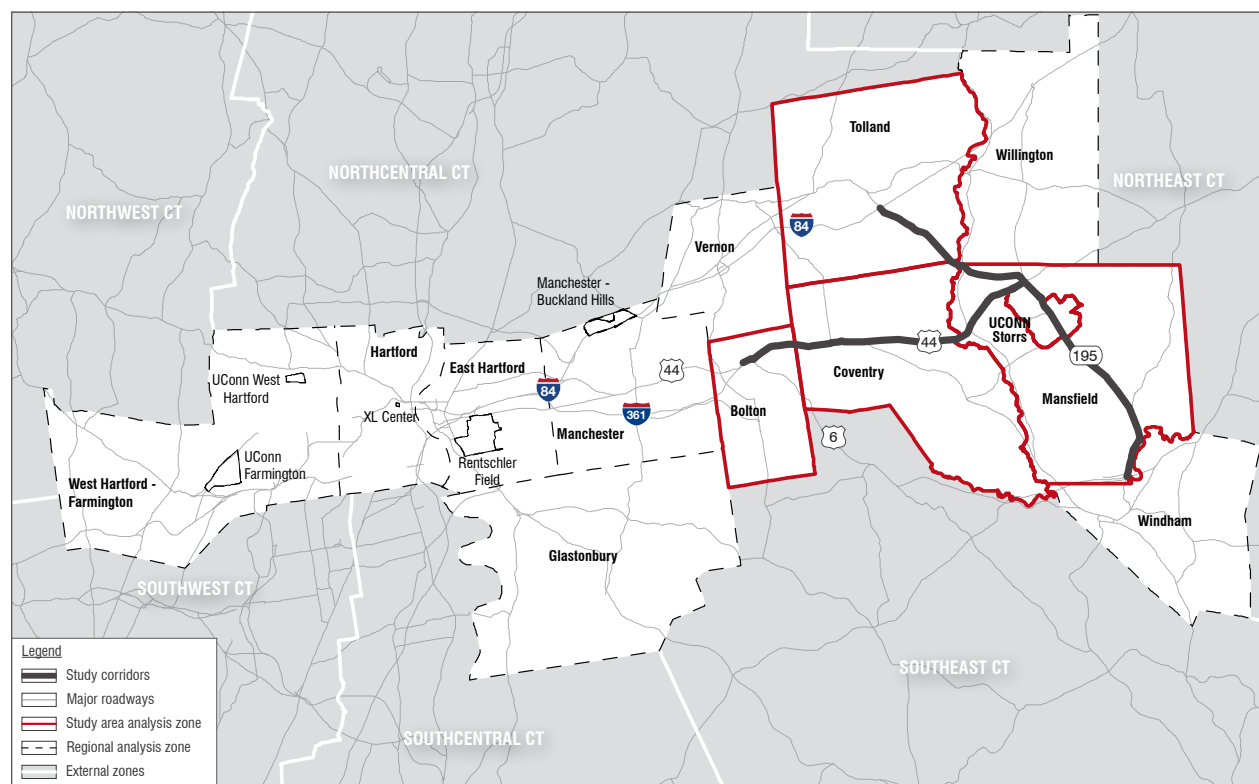 Tolland
Willington
NORTHCENTRAL CT
NORTHEAST CT
NORTHWEST CT
84
Vernon
Manchester -
Buckland Hills
UCONN
Storrs
44
195
Hartford
East Hartford
44
Coventry
UConn West
Hartford
84
Mansfield
XL Center
361
Bolton
Manchester
6
UConn
Farmington
Rentschler
Field
West Hartford -
Farmington
Windham
Glastonbury
SOUTHWEST CT
SOUTHEAST CT
SOUTHCENTRAL CT
Legend
Study corridors
Major roadways
Study area analysis zone
Regional analysis zone
External zones